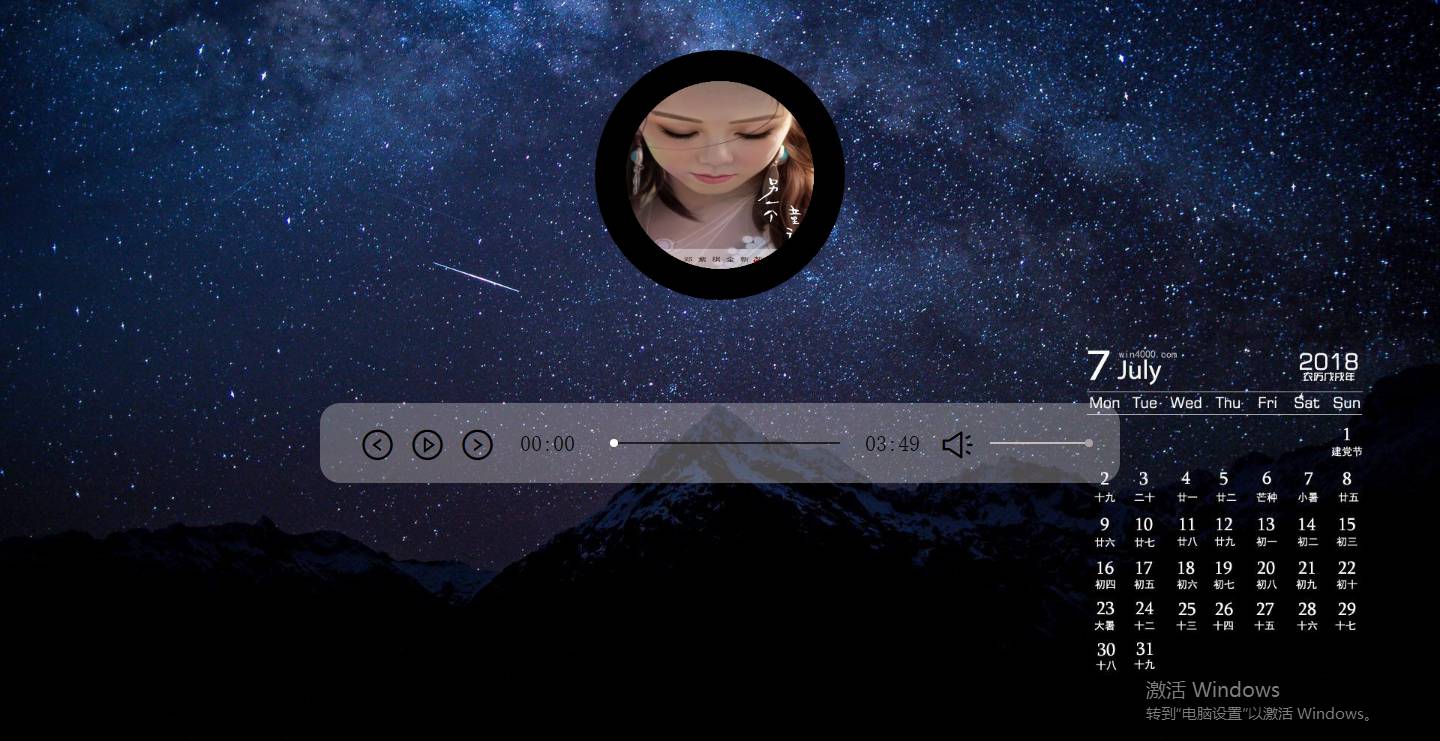 另一个
童
邓紫棋全新
00:00
03:49
7 July
win4000.com
2018
农历戊戌年
Mon Tue Wed Thu Fri Sat Sun
1
建党节
2 3 4 5 6 7 8
十九 二十 廿一 廿二 芒种 小暑 廿五
9 10 11 12 13 14 15
廿六 廿七 廿八 廿九 初一 初二 初三
16 17 18 19 20 21 22
初四 初五 初六 初七 初八 初九 初十
23 24 25 26 27 28 29
大暑 十二 十三 十四 十五 十六 十七
30 31
十八 十九
激活 Windows
转到"电脑设置"以激活 Windows。